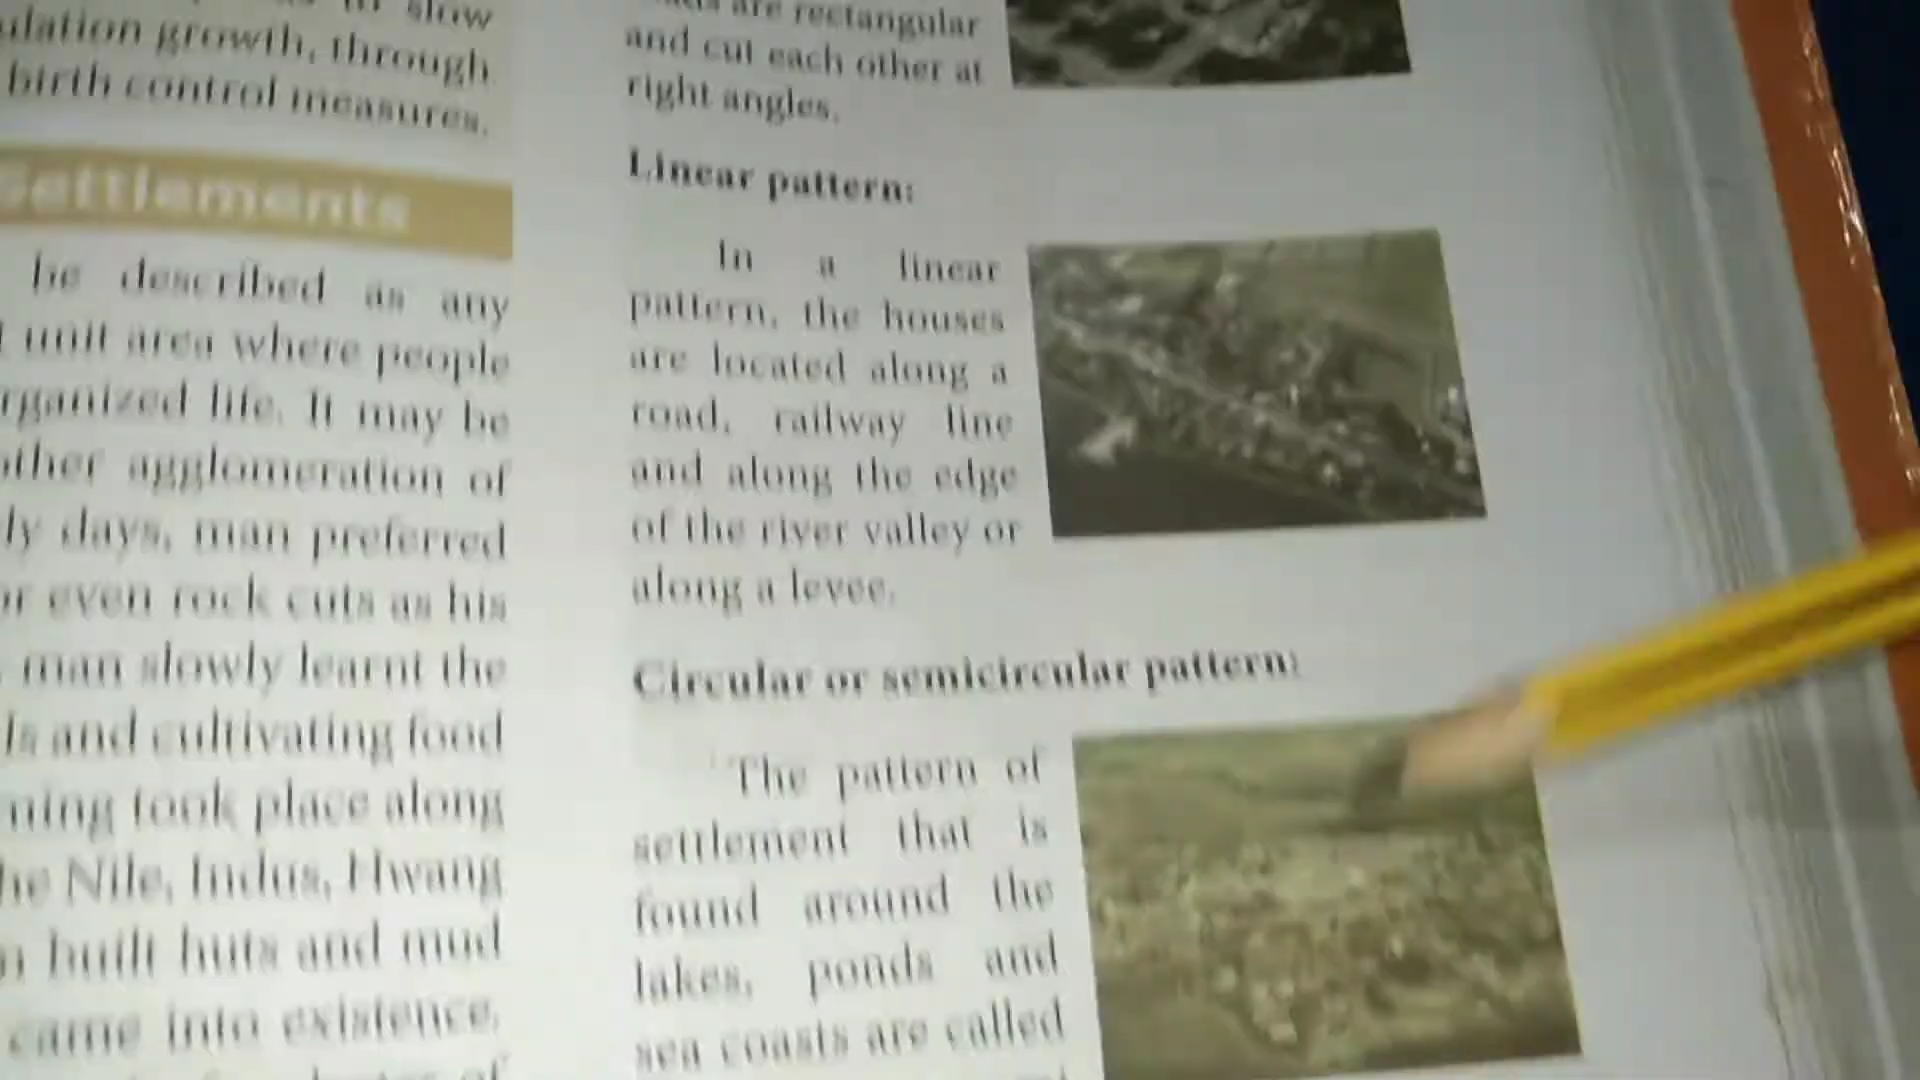 to slow
ulation growth, through
birth control measures.
Settlements
be described as any
unit area where people
rganized life. It may be
ther agglomeration of
ly days, man preferred
or even rock cuts as his
man slowly learnt the
ls and cultivating food
ning took place along
he Nile, Indus, Hwang
built huts and mud
came into existence.
of
are rectangular
and cut each other at
right angles.
Linear pattern:
In a linear
pattern, the houses
are located along a
road, railway line
and along the edge
of the river valley or
along a levee.
Circular or semicircular pattern:
The pattern of
settlement that is
found around the
lakes, ponds and
sea coasts are called